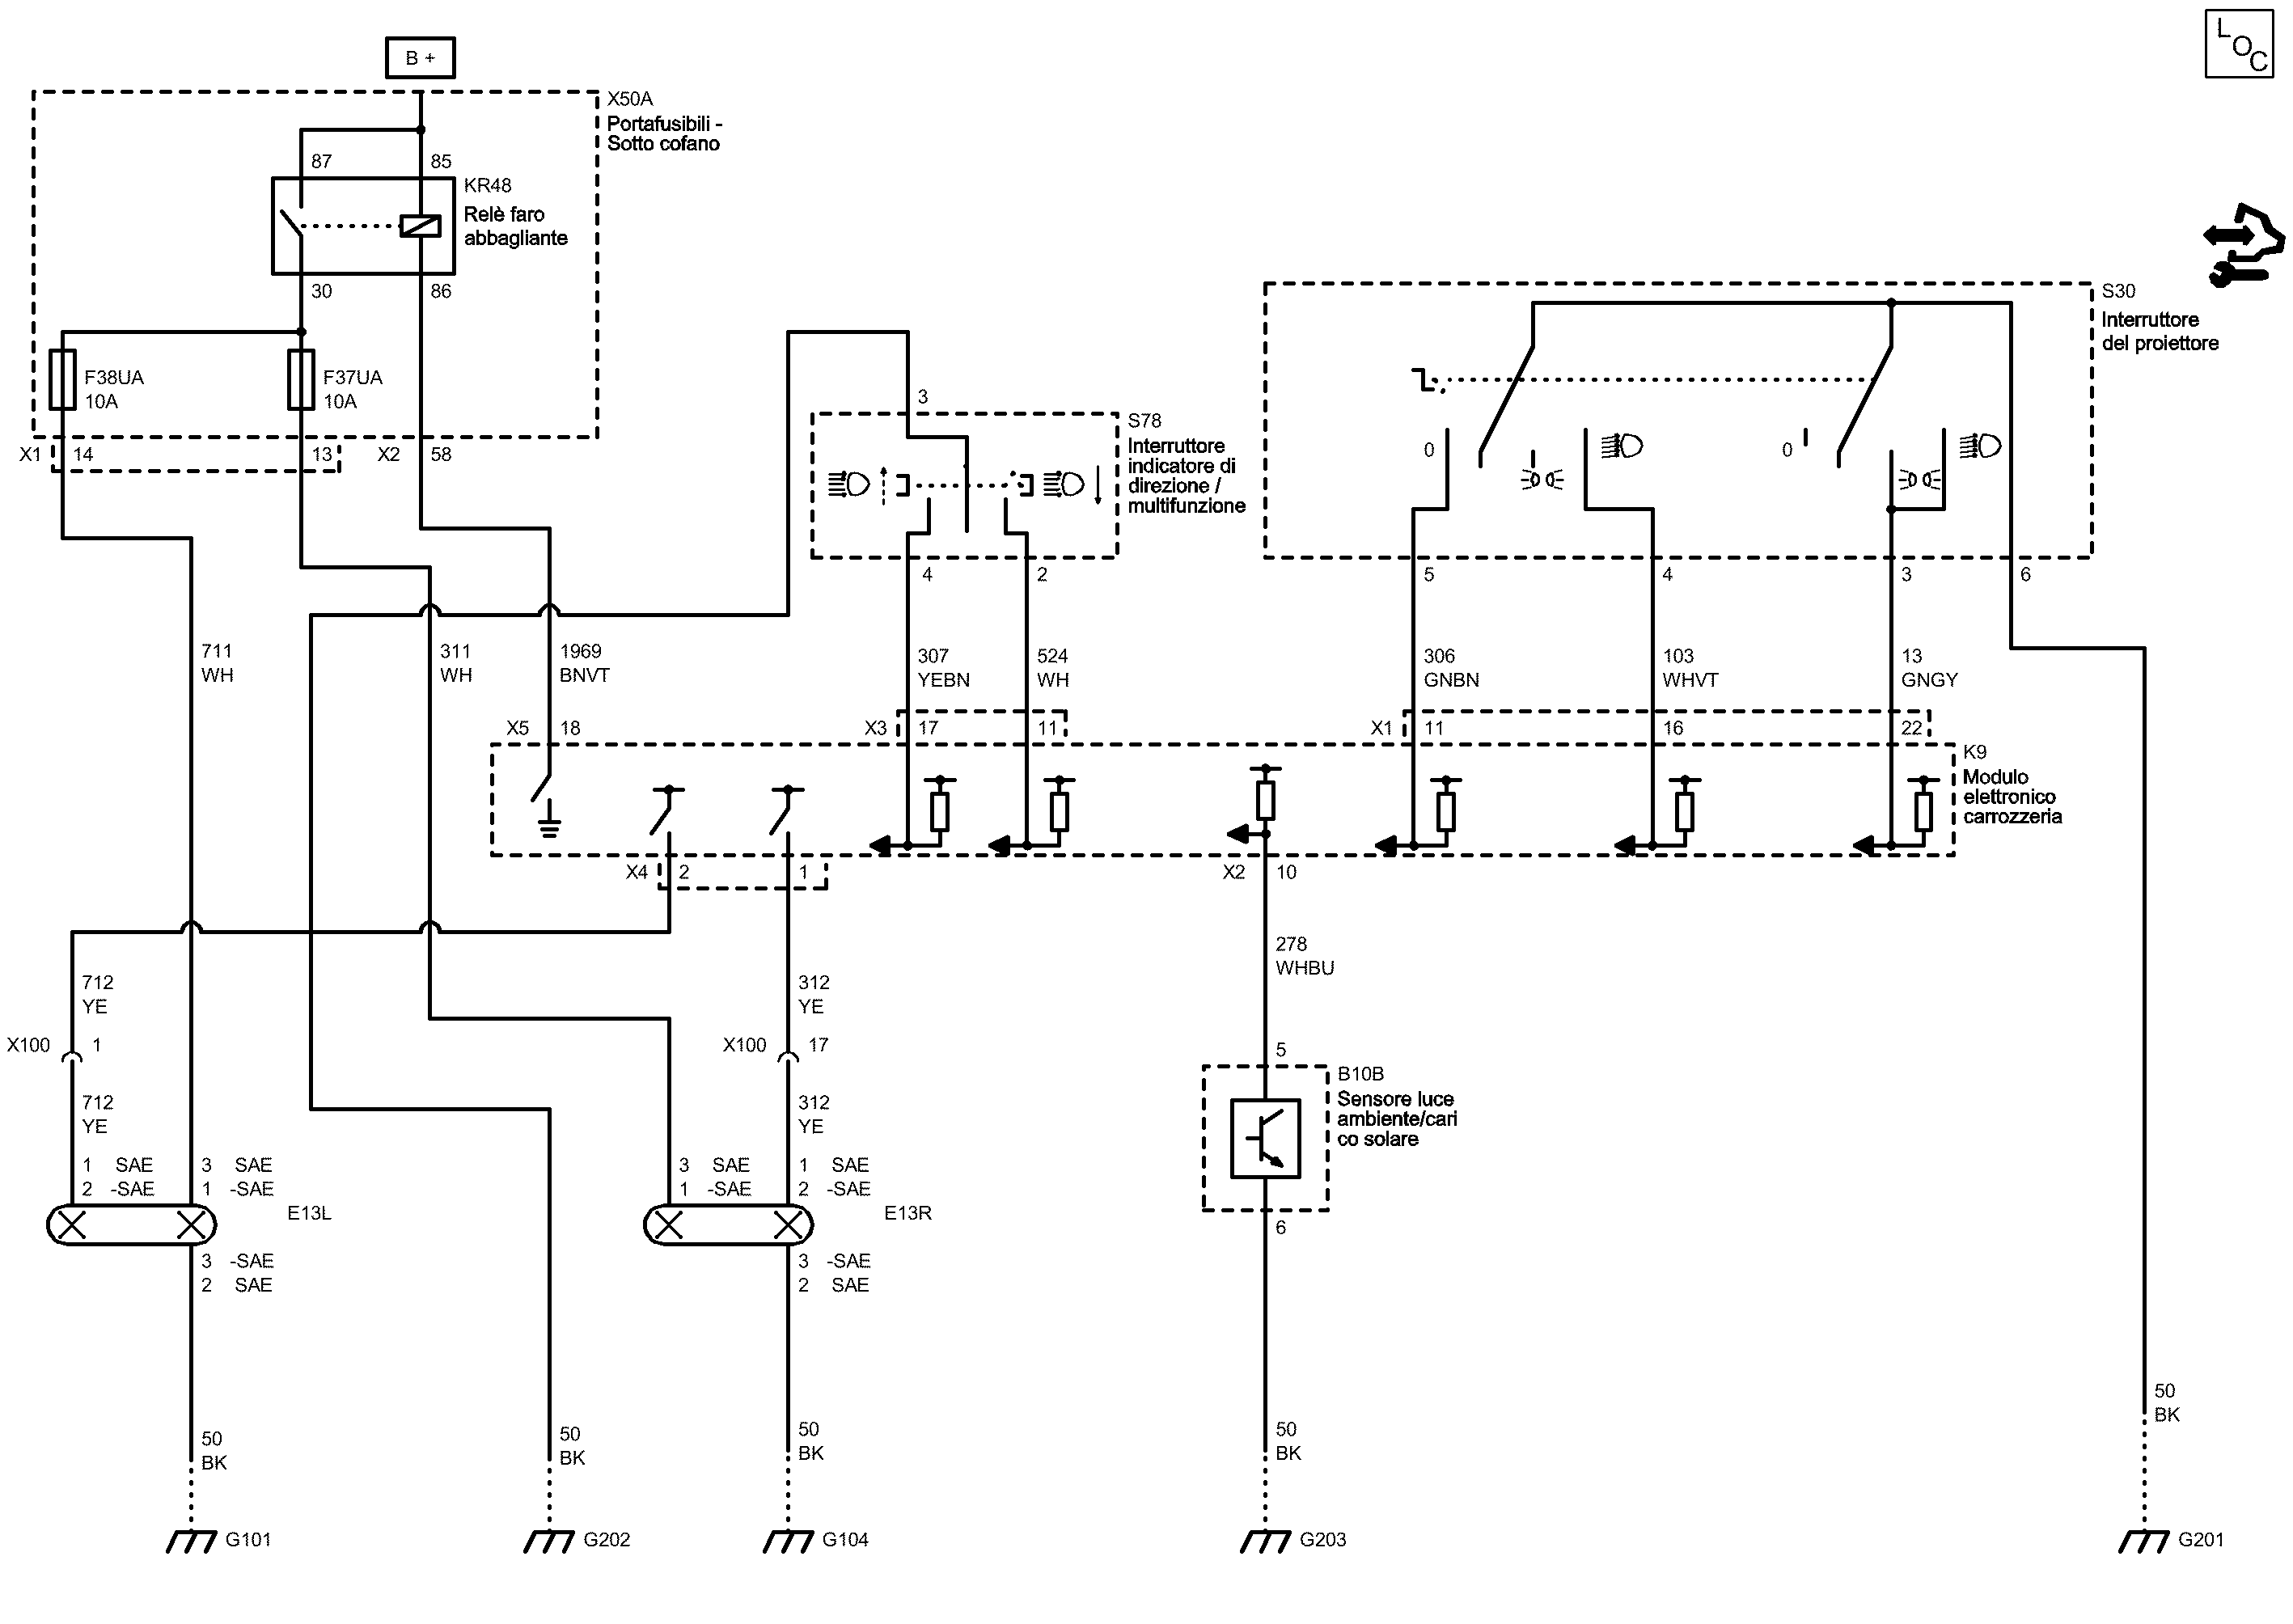 B +
LOC
X50A
Portafusibili -
Sotto cofano
87
85
KR48
Relè faro
abbagliante
30
86
F38UA
10A
F37UA
10A
X1
14
13
X2
58
S30
Interruttore
del proiettore
3
S78
Interruttore
indicatore di
direzione /
multifunzione
0
0
4
2
5
4
3
6
711
WH
311
WH
1969
BNVT
307
YEBN
524
WH
306
GNBN
103
WHVT
13
GNGY
X5
18
X3
17
11
X1
11
16
22
K9
Modulo
elettronico
carrozzeria
X4
2
1
X2
10
278
WHBU
712
YE
312
YE
X100
1
X100
17
5
B10B
Sensore luce
ambiente/cari
co solare
712
YE
312
YE
1 SAE
2 -SAE
3 SAE
1 -SAE
3 SAE
1 -SAE
1 SAE
2 -SAE
E13L
E13R
6
3 -SAE
2 SAE
3 -SAE
2 SAE
50
BK
50
BK
50
BK
50
BK
50
BK
G101
G202
G104
G203
G201